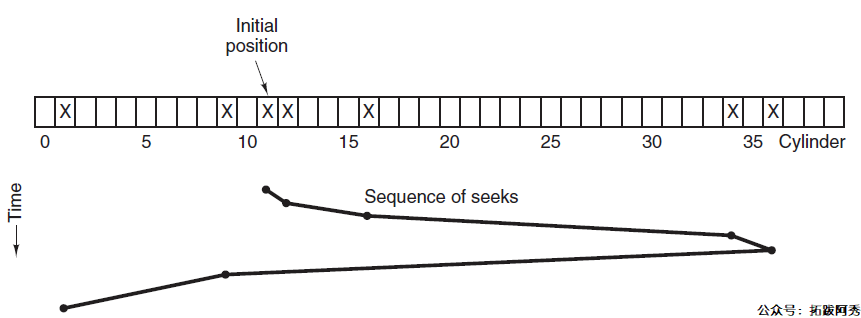 Initial
position
X X X X X X X
0 5 10 15 20 25 30 35 Cylinder
Sequence of seeks
Time
公众号：拓跋阿秀